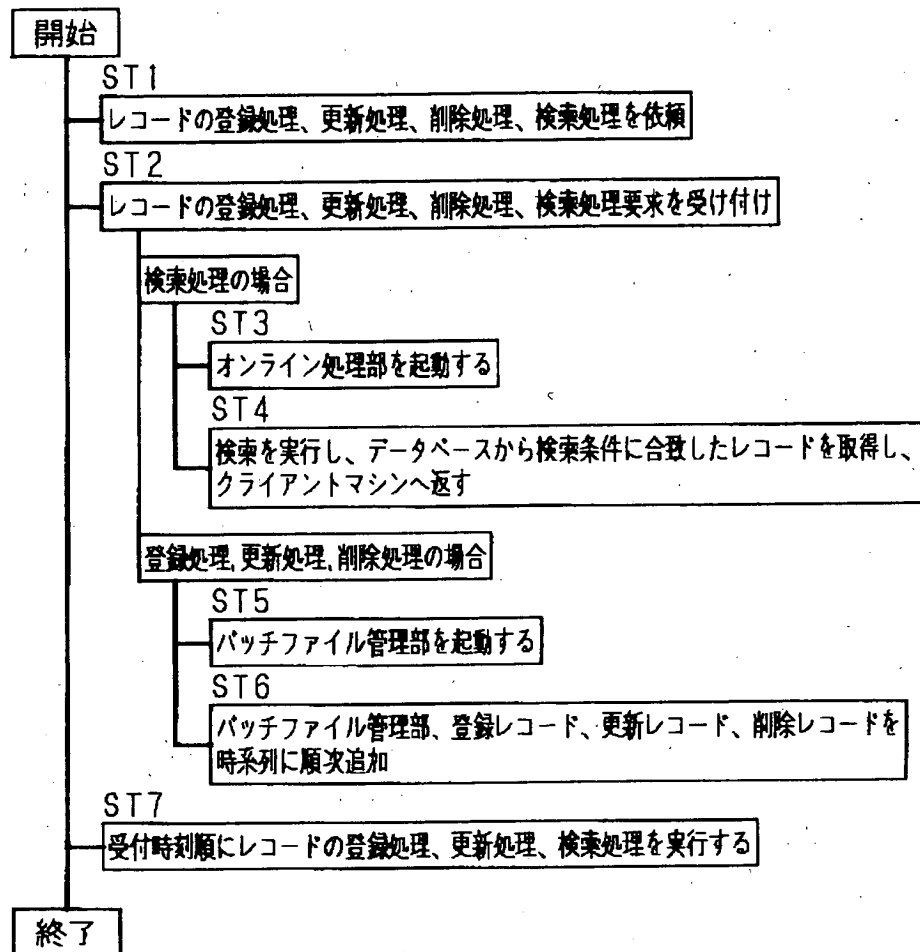 開始
ST1
レコードの登録処理、更新処理、削除処理、検索処理を依頼
ST2
レコードの登録処理、更新処理、削除処理、検索処理要求を受け付け
検索処理の場合
ST3
オンライン処理部を起動する
ST4
検索を実行し、データベースから検索条件に合致したレコードを取得し、
クライアントマシンへ返す
登録処理,更新処理,削除処理の場合
ST5
バッチファイル管理部を起動する
ST6
バッチファイル管理部、登録レコード、更新レコード、削除レコードを
時系列に順次追加
ST7
受付時刻順にレコードの登録処理、更新処理、検索処理を実行する
終了